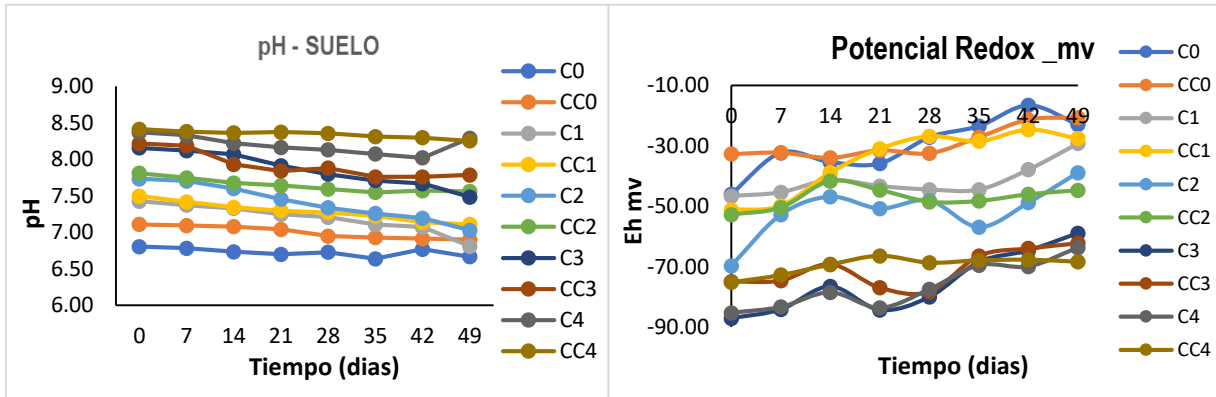 pH - SUELO
9.00
8.50
8.00
7.50
7.00
6.50
6.00
pH
0 7 14 21 28 35 42 49
Tiempo (dias)
C0
CC0
C1
CC1
C2
CC2
C3
CC3
C4
CC4
Potencial Redox _mv
-10.00
-30.00
-50.00
-70.00
-90.00
Eh mv
0 7 14 21 28 35 42 49
Tiempo (dias)
C0
CC0
C1
CC1
C2
CC2
C3
CC3
C4
CC4